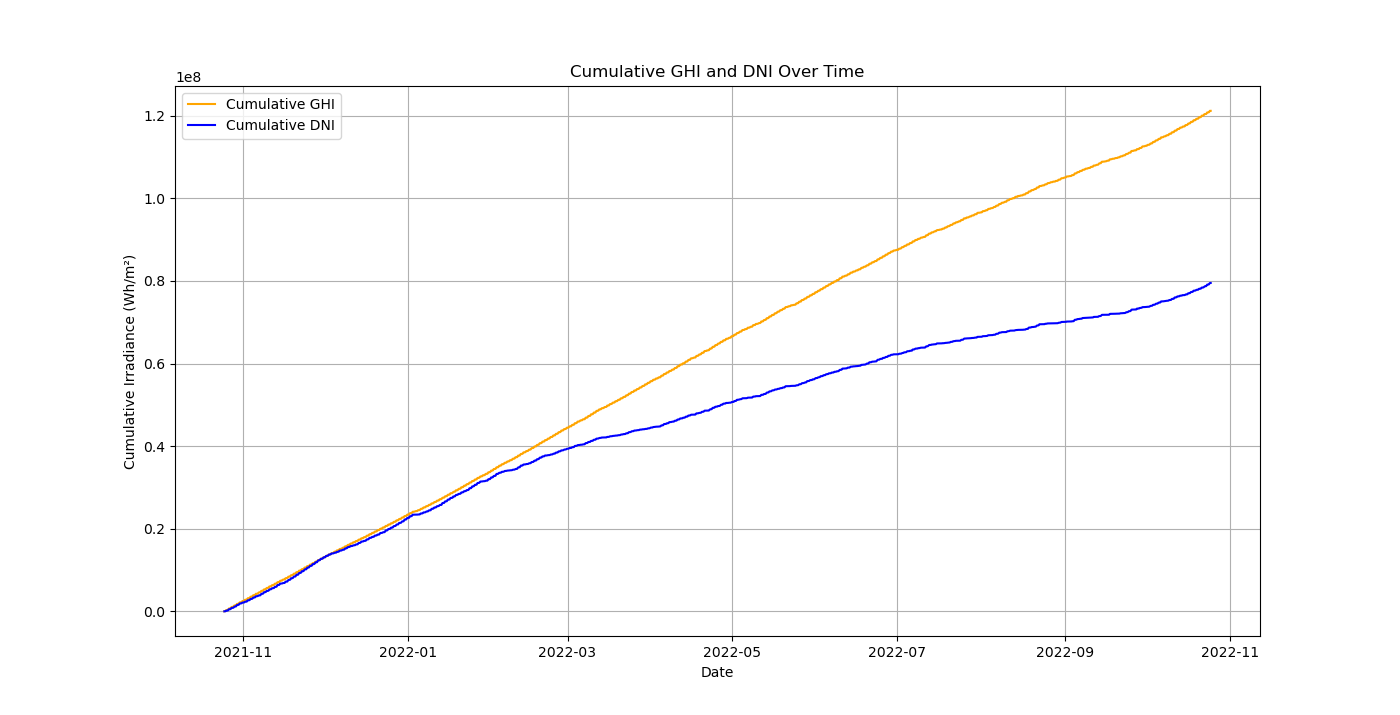 Cumulative GHI and DNI Over Time
1e8
Cumulative GHI
Cumulative DNI
1.2
1.0
0.8
0.6
0.4
0.2
0.0
Cumulative Irradiance (Wh/m²)
2021-11
2022-01
2022-03
2022-05
2022-07
2022-09
2022-11
Date